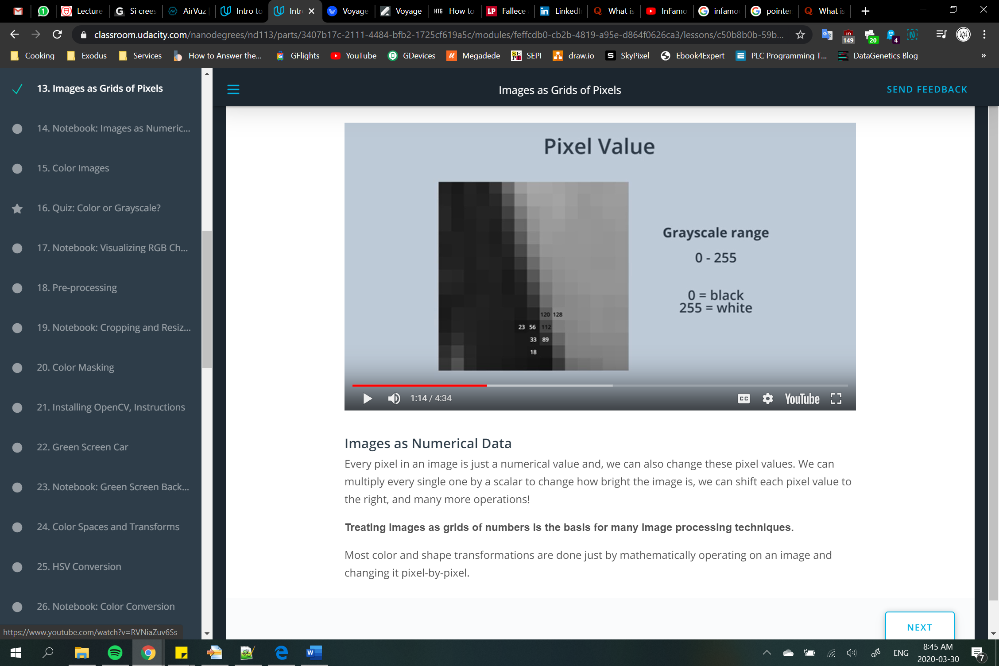 Lecture
Si crees
AirVūz
Intro to
Intr
Voyage
Voyage
HTG How to
LP Fallece
LinkedI
What is
InFamo
infamo
pointer
What is
classroom.udacity.com/nanodegrees/nd113/parts/3407b17c-2111-4484-bfb2-1725cf619a5c/modules/feffcdb0-cb2b-4819-a95e-d864f0626ca3/lessons/c50b8b0b-59b...
149
20
4
Cooking
Exodus
Services
How to Answer the...
GFlights
YouTube
GDevices
Megadede
SEPI
draw.io
SkyPixel
Ebook4Expert
PLC Programming T...
DataGenetics Blog
»
13. Images as Grids of Pixels
14. Notebook: Images as Numeric...
15. Color Images
16. Quiz: Color or Grayscale?
17. Notebook: Visualizing RGB Ch...
18. Pre-processing
19. Notebook: Cropping and Resiz...
20. Color Masking
21. Installing OpenCV, Instructions
22. Green Screen Car
23. Notebook: Green Screen Back...
24. Color Spaces and Transforms
25. HSV Conversion
26. Notebook: Color Conversion
https://www.youtube.com/watch?v=RVNiaZuv6Ss
Images as Grids of Pixels
SEND FEEDBACK
Pixel Value
120 128
23 56 112
33 89
18
Grayscale range
0 - 255
0 = black
255 = white
1:14 / 4:34
CC
YouTube
Images as Numerical Data
Every pixel in an image is just a numerical value and, we can also change these pixel values. We can
multiply every single one by a scalar to change how bright the image is, we can shift each pixel value to
the right, and many more operations!
Treating images as grids of numbers is the basis for many image processing techniques.
Most color and shape transformations are done just by mathematically operating on an image and
changing it pixel-by-pixel.
NEXT
ENG
8:45 AM
2020-03-30
7